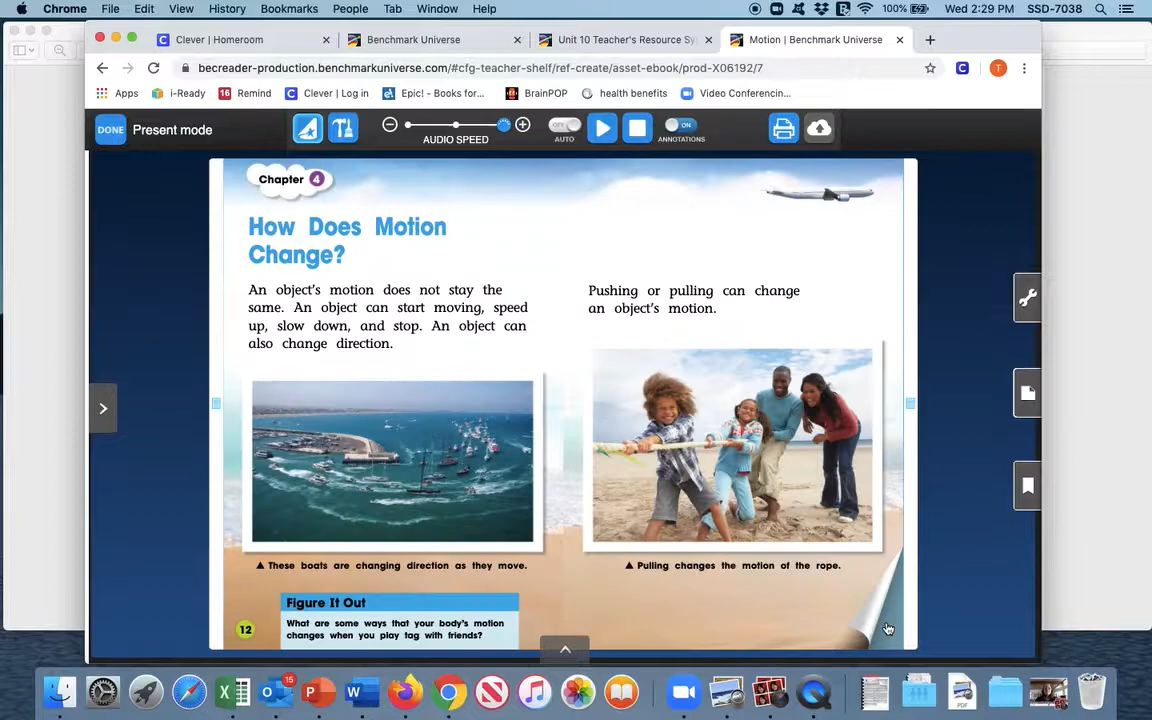 Chrome File Edit View History Bookmarks People Tab Window Help 100% Wed 2:29 PM SSD-7038
Clever | Homeroom × Benchmark Universe × Unit 10 Teacher's Resource Sy × Motion | Benchmark Universe × +
becreader-production.benchmarkuniverse.com/#cfg-teacher-shelf/ref-create/asset-ebook/prod-X06192/7 T
Apps i-Ready 16 Remind Clever | Log in Epic! - Books for... BrainPOP health benefits Video Conferencin...
DONE Present mode AUDIO SPEED OFF AUTO ON ANNOTATIONS
Chapter 4
How Does Motion
Change?
An object's motion does not stay the
same. An object can start moving, speed
up, slow down, and stop. An object can
also change direction.
▲ These boats are changing direction as they move.
Figure It Out
What are some ways that your body's motion
changes when you play tag with friends?
12
Pushing or pulling can change
an object's motion.
▲ Pulling changes the motion of the rope.
15
PDF